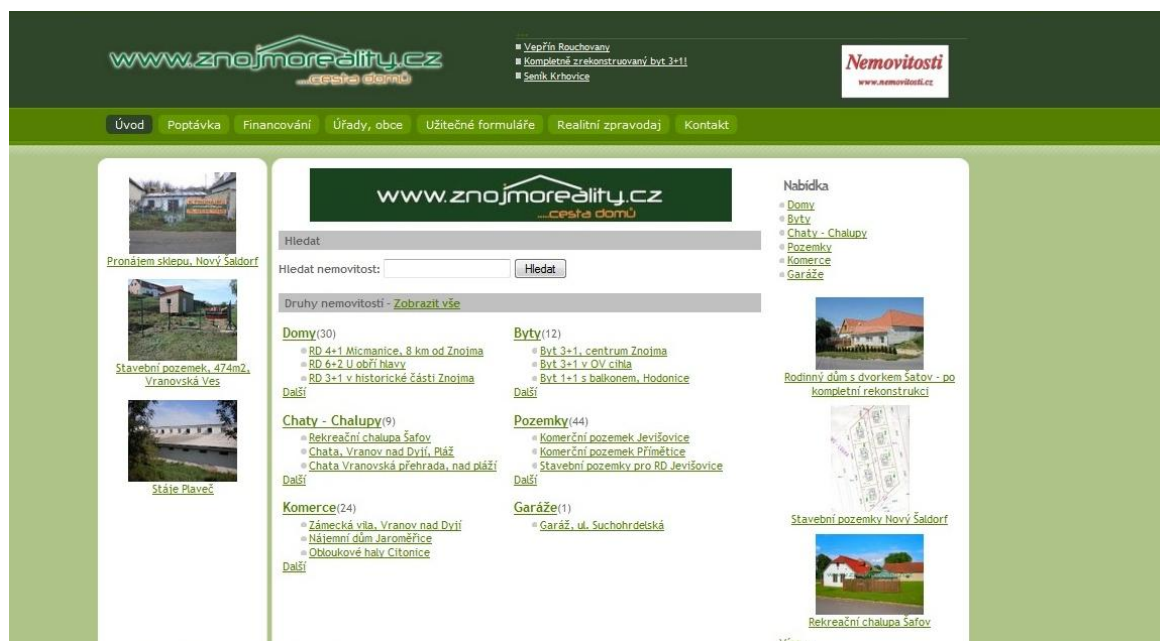 www.znojmoreality.cz
....cesta domů
Vepřín Rouchovany
Kompletně zrekonstruovaný byt 3+1!
Seník Krhovice
Nemovitosti
www.nemovitosti.cz
Úvod Poptávka Financování Úřady, obce Užitečné formuláře Realitní zpravodaj Kontakt
Pronájem sklepu, Nový Šaldorf
Stavební pozemek, 474m2,
Vranovská Ves
Stáje Plaveč
www.znojmoreality.cz
....cesta domů
Hledat
Hledat nemovitost: Hledat
Druhy nemovitostí - Zobrazit vše
Domy(30)
RD 4+1 Micmanice, 8 km od Znojma
RD 6+2 U obří hlavy
RD 3+1 v historické části Znojma
Další
Byty(12)
Byt 3+1, centrum Znojma
Byt 3+1 v OV cihla
Byt 1+1 s balkonem, Hodonice
Další
Chaty - Chalupy(9)
Rekreační chalupa Šafov
Chata, Vranov nad Dyjí, Pláž
Chata Vranovská přehrada, nad pláží
Další
Pozemky(44)
Komerční pozemek Jevišovice
Komerční pozemek Přímětice
Stavební pozemky pro RD Jevišovice
Další
Komerce(24)
Zámecká vila, Vranov nad Dyjí
Nájemní dům Jaroměřice
Obloukové haly Citonice
Další
Garáže(1)
Garáž, ul. Suchohrdelská
Nabídka
Domy
Byty
Chaty - Chalupy
Pozemky
Komerce
Garáže
Rodinný dům s dvorkem Šatov - po
kompletní rekonstrukci
Stavební pozemky Nový Šaldorf
Rekreační chalupa Šafov